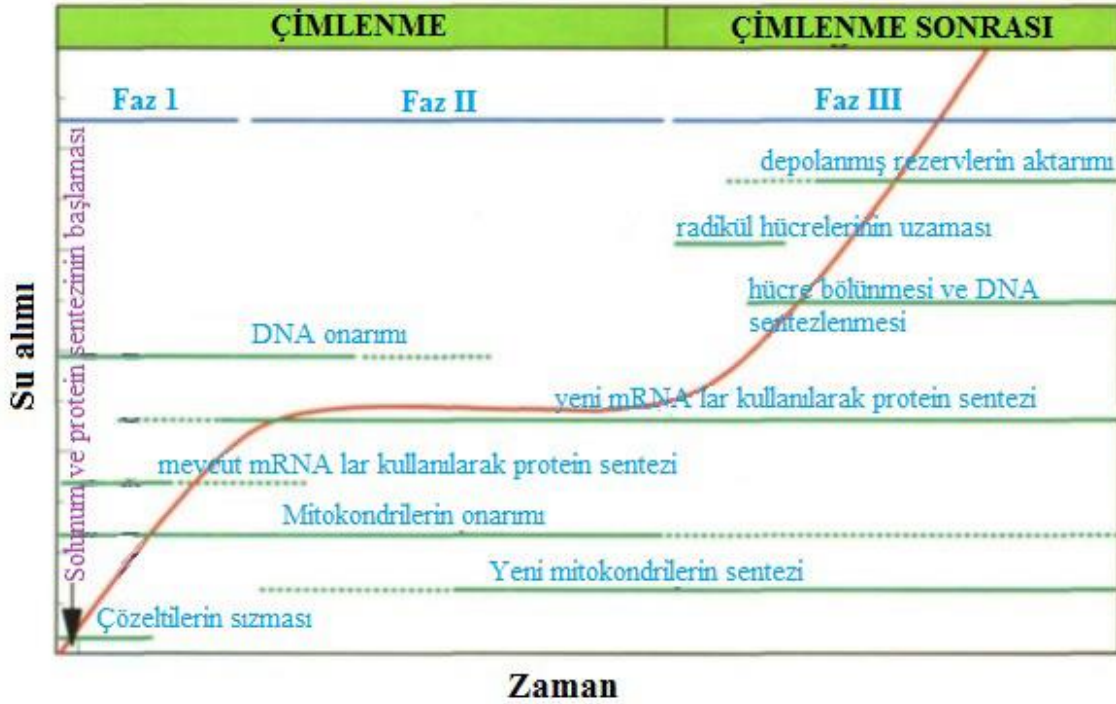 ÇİMLENME
ÇİMLENME SONRASI
Faz 1
Faz II
Faz III
depolanmış rezervlerin aktarımı
radikül hücrelerinin uzaması
hücre bölünmesi ve DNA
sentezlenmesi
DNA onarımı
yeni mRNA lar kullanılarak protein sentezi
mevcut mRNA lar kullanılarak protein sentezi
Mitokondrilerin onarımı
Yeni mitokondrilerin sentezi
Çözeltilerin sızması
Solunum ve protein sentezinin başlaması
Su alımı
Zaman